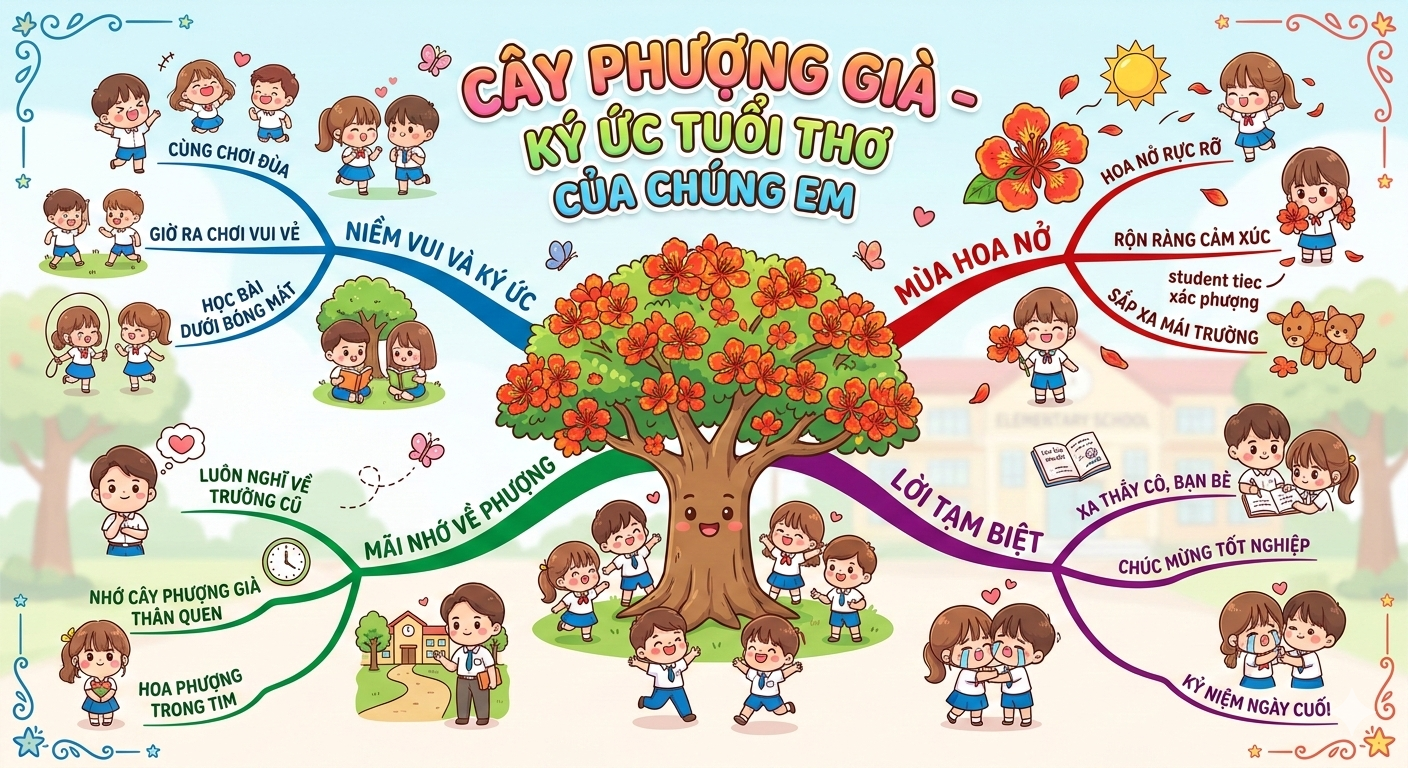 CÂY PHƯỢNG GIÀ -
KÝ ỨC TUỔI THƠ
CỦA CHÚNG EM
NIỀM VUI VÀ KÝ ỨC
CÙNG CHƠI ĐÙA
GIỜ RA CHƠI VUI VẺ
HỌC BÀI
DƯỚI BÓNG MÁT
MÙA HOA NỞ
HOA NỞ RỰC RỠ
RỘN RÀNG CẢM XÚC
student tiec
xác phượng
SẮP XA MÁI TRƯỜNG
ELEMENTARY SCHOOL
MÃI NHỚ VỀ PHƯỢNG
LUÔN NGHĨ VỀ
TRƯỜNG CŨ
NHỚ CÂY PHƯỢNG GIÀ
THÂN QUEN
HOA PHƯỢNG
TRONG TIM
LỜI TẠM BIỆT
XA THẦY CÔ, BẠN BÈ
CHÚC MỪNG TỐT NGHIỆP
KỶ NIỆM NGÀY CUỐI